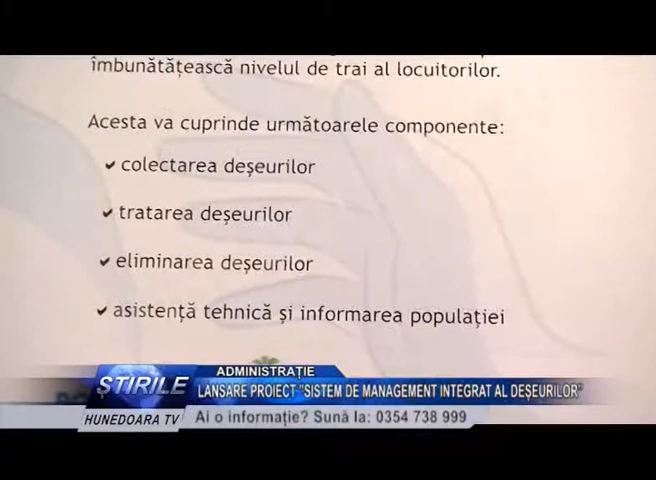 îmbunătățească nivelul de trai al locuitorilor.
Acesta va cuprinde următoarele componente:
✔ colectarea deșeurilor
✔ tratarea deșeurilor
✔ eliminarea deșeurilor
✔ asistență tehnică și informarea populației
ADMINISTRAȚIE
ȘTIRILE
LANSARE PROIECT "SISTEM DE MANAGEMENT INTEGRAT AL DEȘEURILOR"
HUNEDOARA TV
Ai o informație? Sună la: 0354 738 999